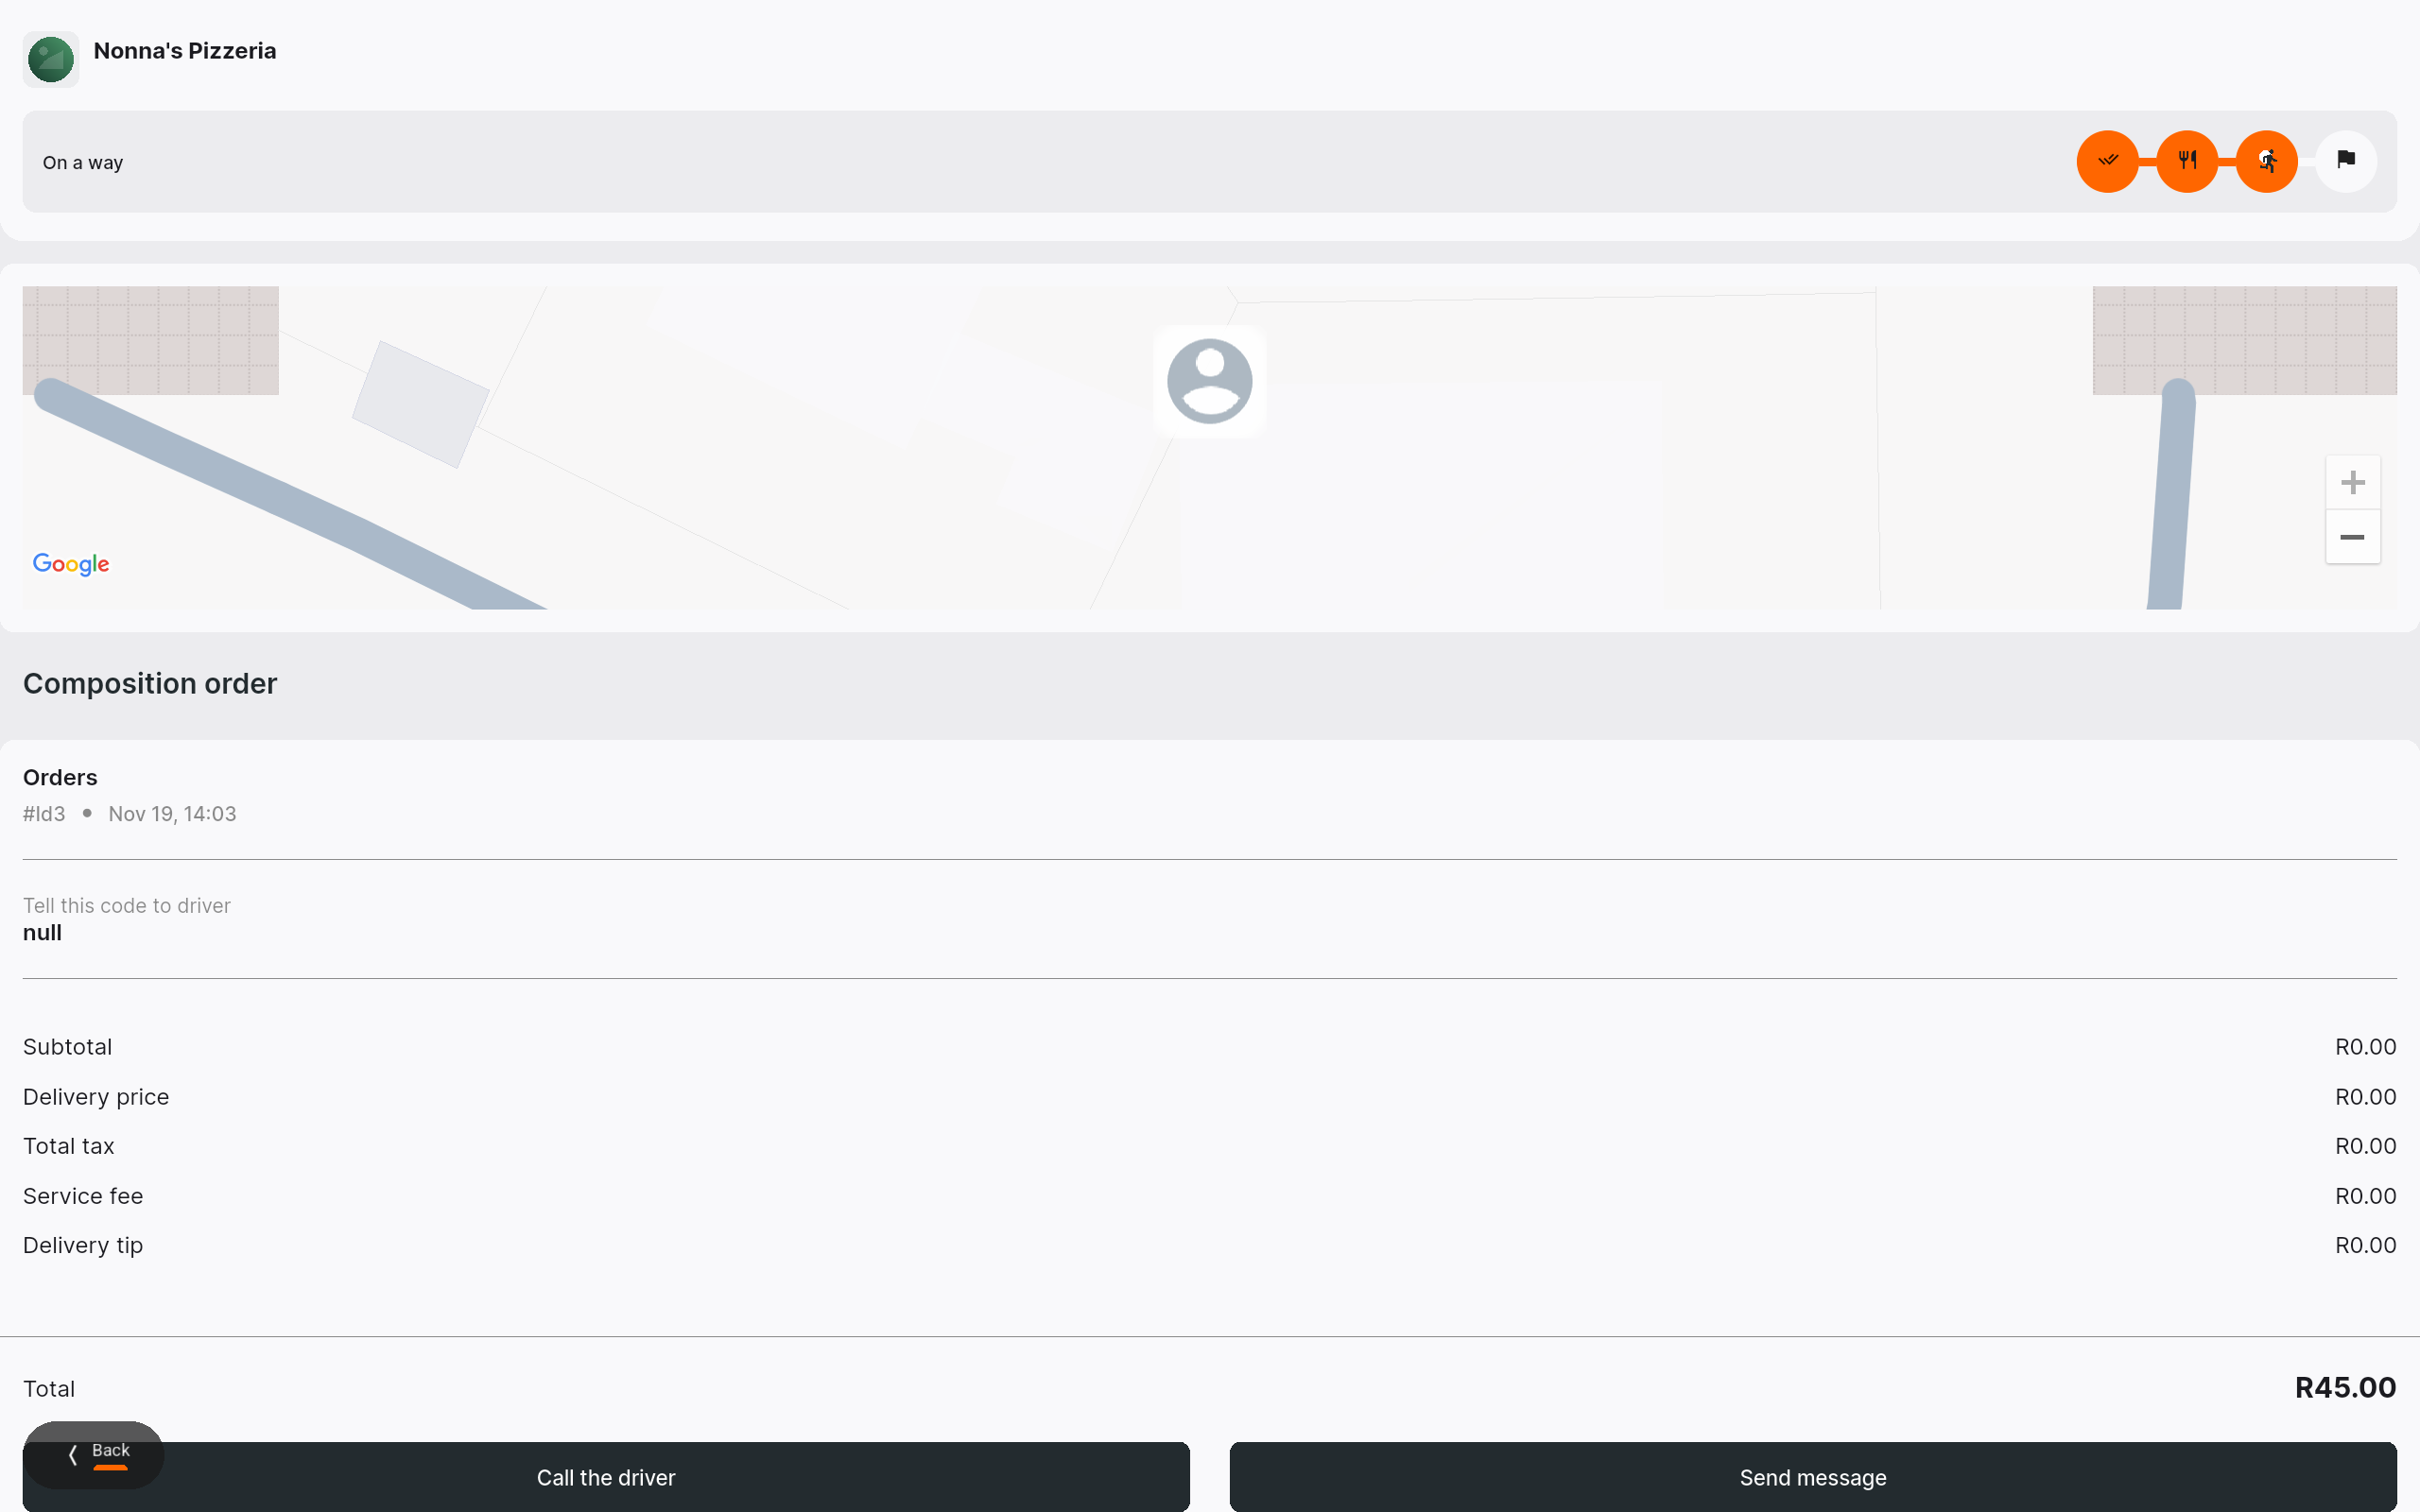 Nonna's Pizzeria
On a way
Google
Composition order
Orders
#Id3 • Nov 19, 14:03
Tell this code to driver
null
Subtotal R0.00
Delivery price R0.00
Total tax R0.00
Service fee R0.00
Delivery tip R0.00
Total R45.00
Back
Call the driver
Send message